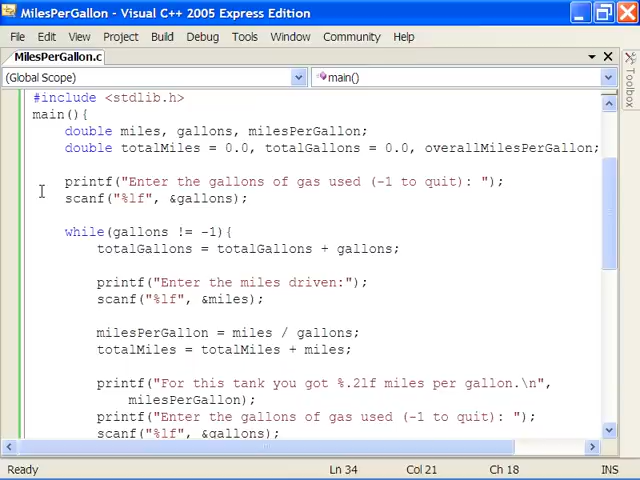 MilesPerGallon - Visual C++ 2005 Express Edition
File Edit View Project Build Debug Tools Window Community Help
MilesPerGallon.c
(Global Scope) main()
Toolbox
#include <stdlib.h>
main(){
double miles, gallons, milesPerGallon;
double totalMiles = 0.0, totalGallons = 0.0, overallMilesPerGallon;
printf("Enter the gallons of gas used (-1 to quit): ");
scanf("%lf", &gallons);
while(gallons != -1){
totalGallons = totalGallons + gallons;
printf("Enter the miles driven:");
scanf("%lf", &miles);
milesPerGallon = miles / gallons;
totalMiles = totalMiles + miles;
printf("For this tank you got %.2lf miles per gallon.\n",
milesPerGallon);
printf("Enter the gallons of gas used (-1 to quit): ");
scanf("%lf", &gallons);
Ready Ln 34 Col 21 Ch 18 INS